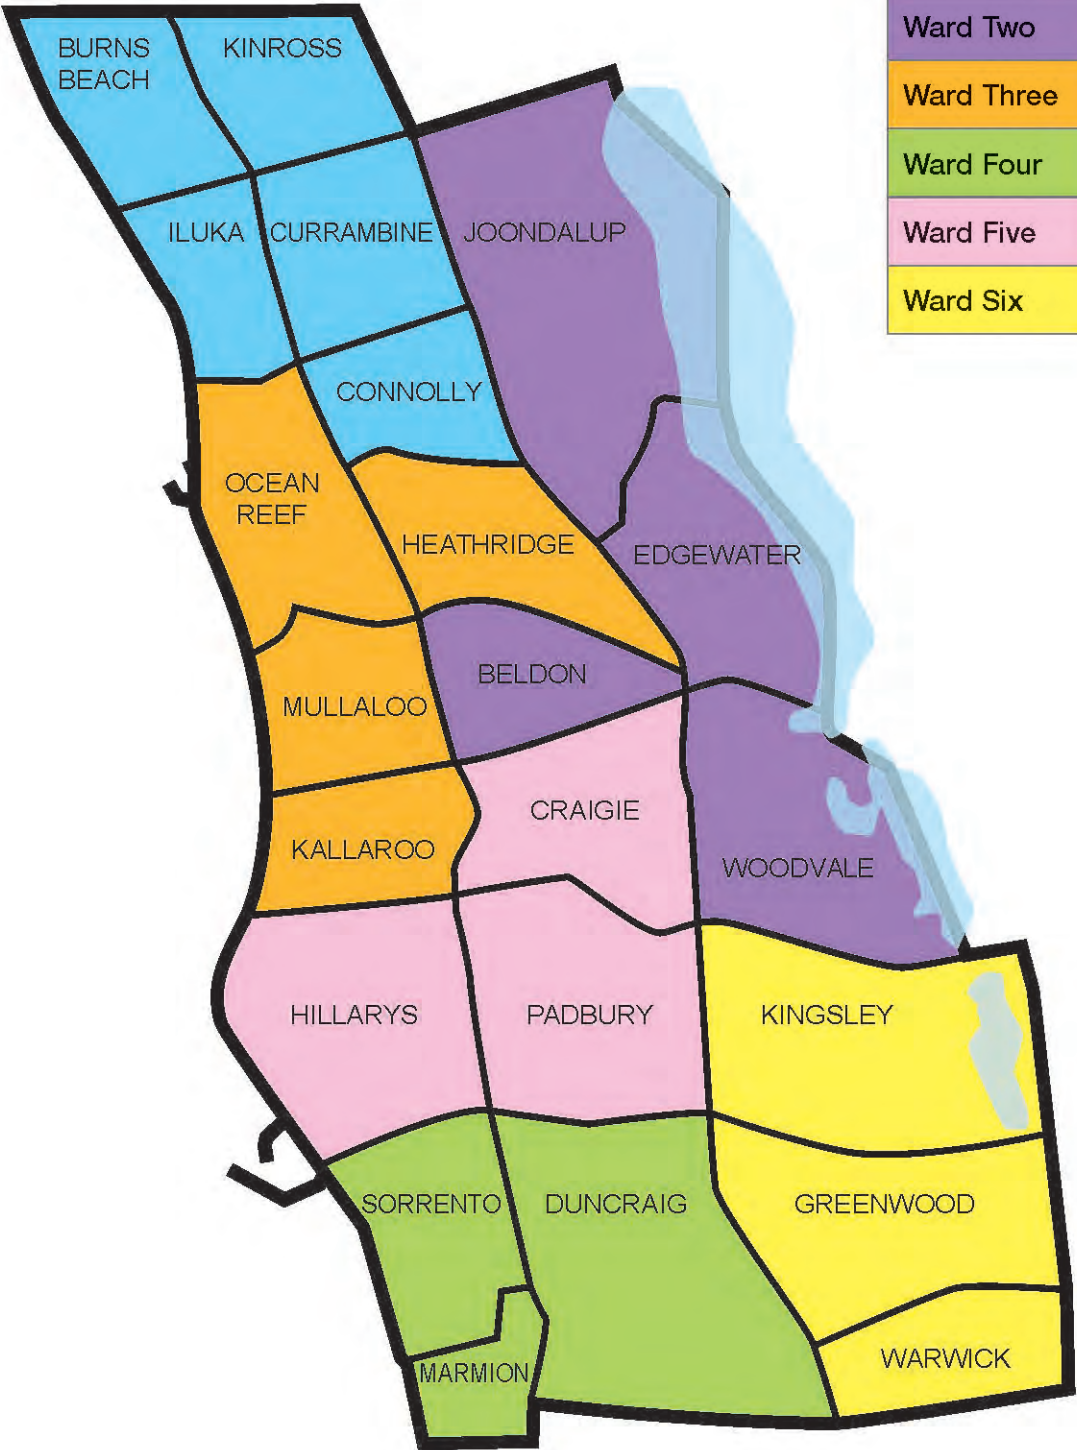 Ward Two
Ward Three
Ward Four
Ward Five
Ward Six
BURNS
BEACH
KINROSS
ILUKA
CURRAMBINE
JOONDALUP
CONNOLLY
OCEAN
REEF
HEATHRIDGE
EDGEWATER
BELDON
MULLALOO
CRAIGIE
KALLAROO
WOODVALE
HILLARYS
PADBURY
KINGSLEY
SORRENTO
DUNCRAIG
GREENWOOD
MARMION
WARWICK